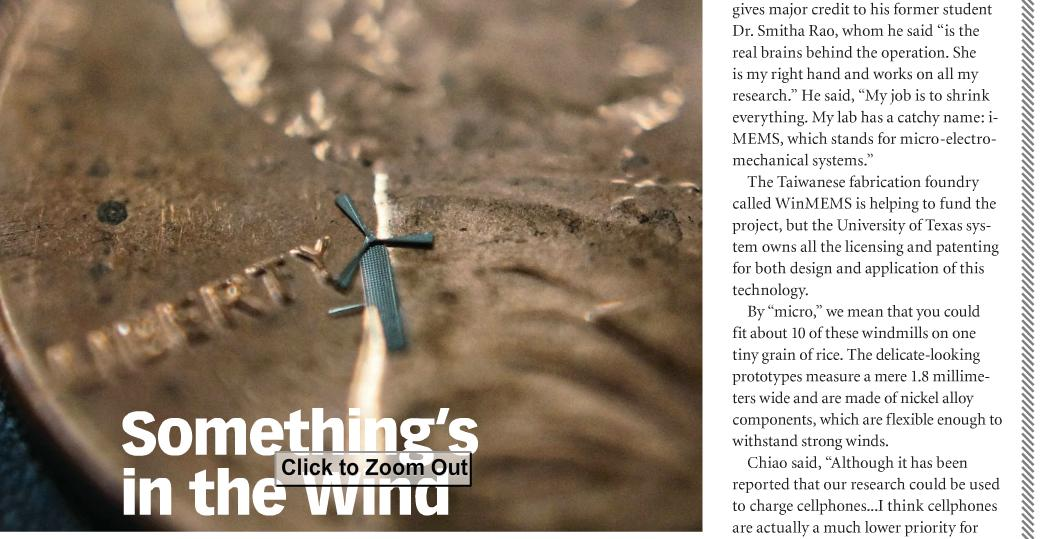 LIBERTY
Something's
in the Wind
Click to Zoom Out
gives major credit to his former student
Dr. Smitha Rao, whom he said “is the
real brains behind the operation. She
is my right hand and works on all my
research.” He said, “My job is to shrink
everything. My lab has a catchy name: i-
MEMS, which stands for micro-electro-
mechanical systems.”
The Taiwanese fabrication foundry
called WinMEMS is helping to fund the
project, but the University of Texas sys-
tem owns all the licensing and patenting
for both design and application of this
technology.
By “micro,” we mean that you could
fit about 10 of these windmills on one
tiny grain of rice. The delicate-looking
prototypes measure a mere 1.8 millime-
ters wide and are made of nickel alloy
components, which are flexible enough to
withstand strong winds.
Chiao said, “Although it has been
reported that our research could be used
to charge cellphones...I think cellphones
are actually a much lower priority for